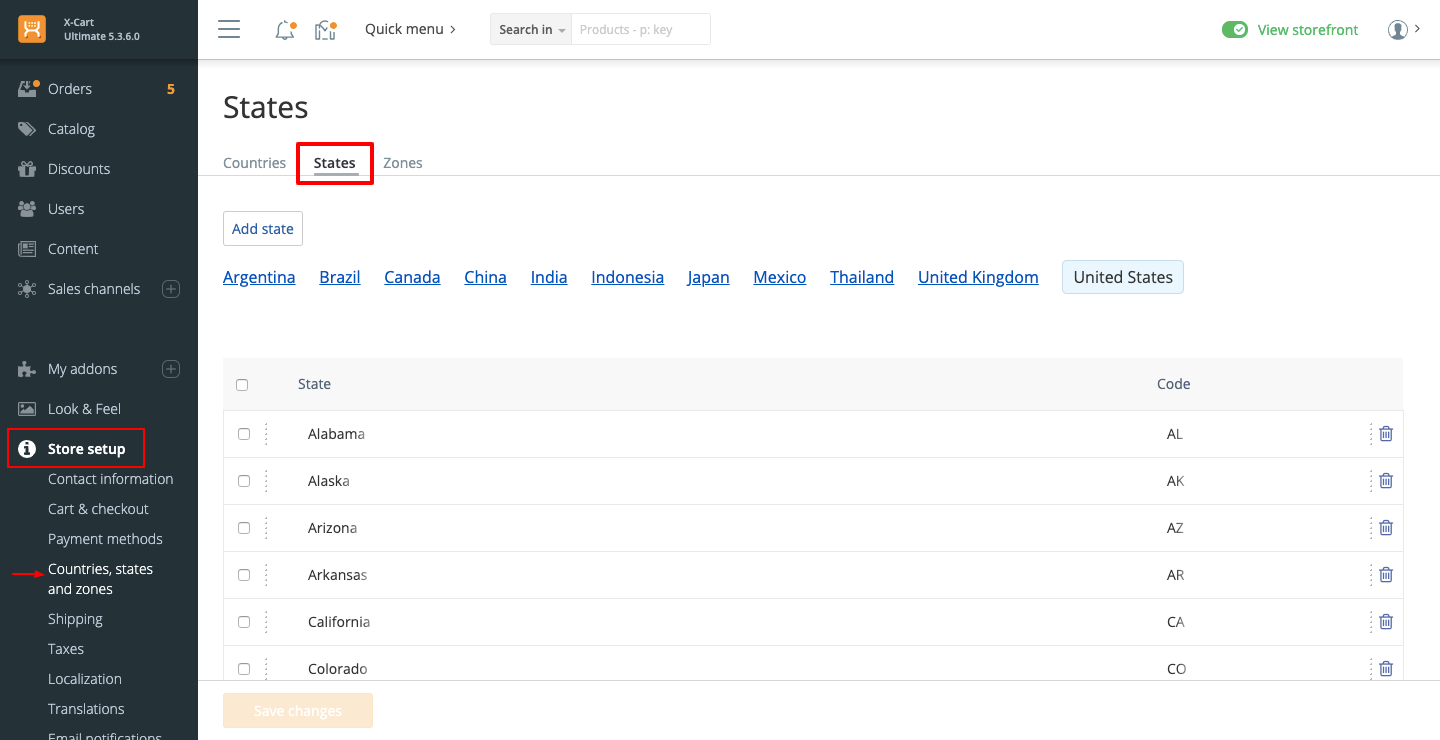 X-Cart
Ultimate 5.3.6.0
Quick menu
Search in
Products - p: key
View storefront
Orders 5
Catalog
Discounts
Users
Content
Sales channels
My addons
Look & Feel
Store setup
Contact information
Cart & checkout
Payment methods
Countries, states
and zones
Shipping
Taxes
Localization
Translations
Email notifications
States
Countries States Zones
Add state
Argentina Brazil Canada China India Indonesia Japan Mexico Thailand United Kingdom United States
State Code
Alabama AL
Alaska AK
Arizona AZ
Arkansas AR
California CA
Colorado CO
Save changes